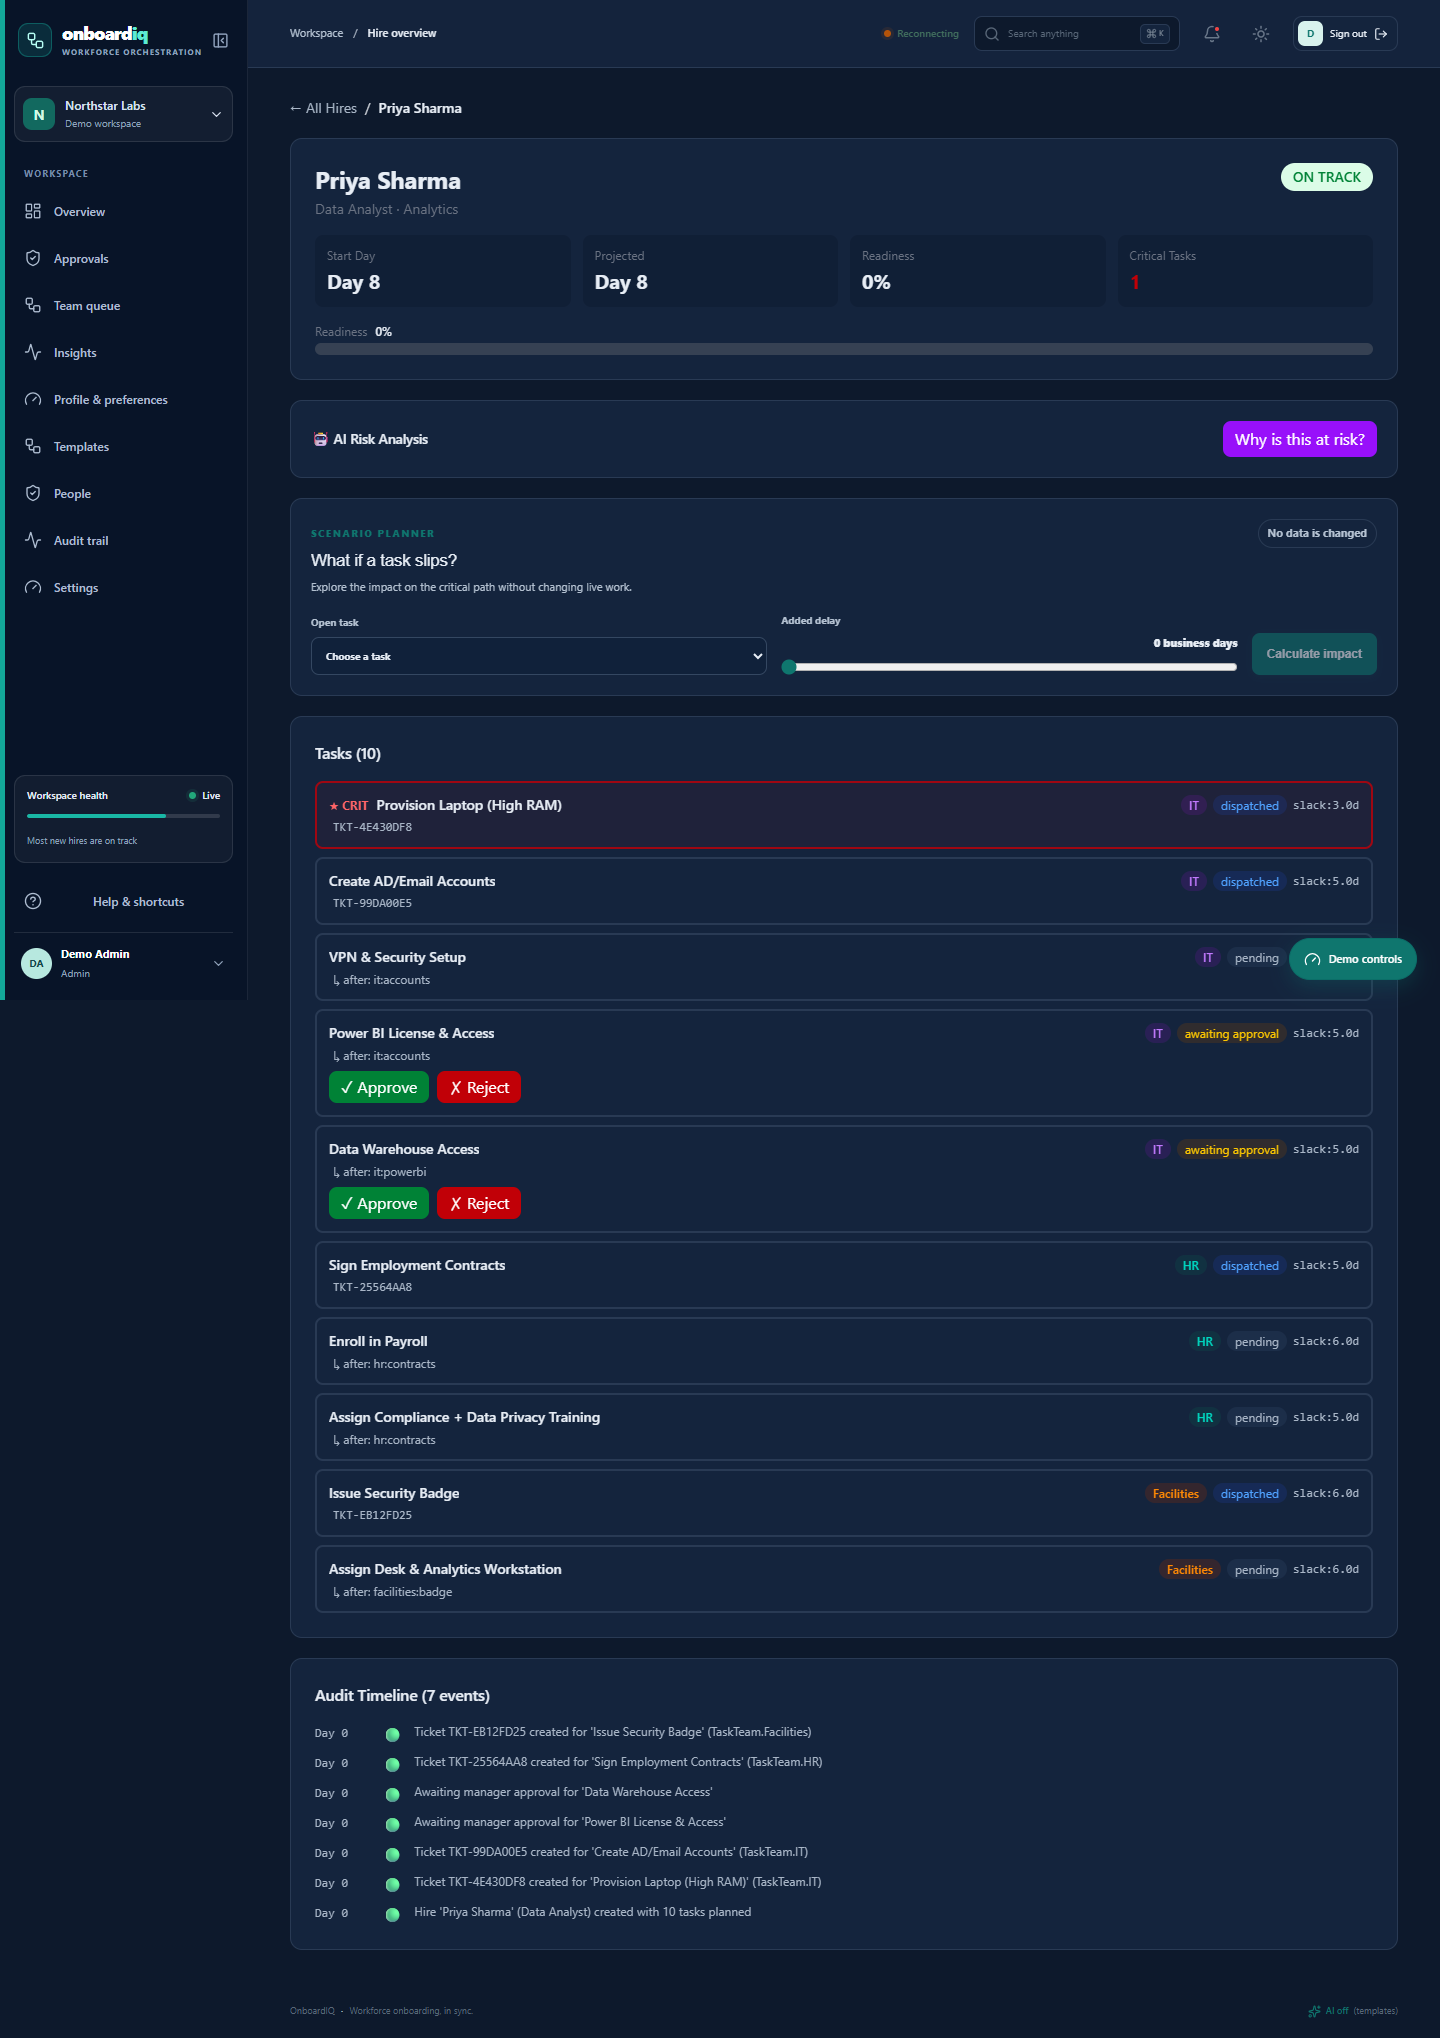 onboardiq
WORKFORCE ORCHESTRATION
N
Northstar Labs
Demo workspace
WORKSPACE
Overview
Approvals
Team queue
Insights
Profile & preferences
Templates
People
Audit trail
Settings
Workspace health
Live
Most new hires are on track
Help & shortcuts
DA
Demo Admin
Admin
Workspace / Hire overview
Reconnecting
Search anything
⌘ K
D
Sign out
← All Hires / Priya Sharma
Priya Sharma
ON TRACK
Data Analyst · Analytics
Start Day
Day 8
Projected
Day 8
Readiness
0%
Critical Tasks
1
Readiness 0%
AI Risk Analysis
Why is this at risk?
SCENARIO PLANNER
No data is changed
What if a task slips?
Explore the impact on the critical path without changing live work.
Open task
Choose a task
Added delay
0 business days
Calculate impact
Tasks (10)
★ CRIT Provision Laptop (High RAM)
IT dispatched slack:3.0d
TKT-4E430DF8
Create AD/Email Accounts
IT dispatched slack:5.0d
TKT-99DA00E5
VPN & Security Setup
IT pending
↳ after: it:accounts
Demo controls
Power BI License & Access
IT awaiting approval slack:5.0d
↳ after: it:accounts
✓ Approve ✗ Reject
Data Warehouse Access
IT awaiting approval slack:5.0d
↳ after: it:powerbi
✓ Approve ✗ Reject
Sign Employment Contracts
HR dispatched slack:5.0d
TKT-25564AA8
Enroll in Payroll
HR pending slack:6.0d
↳ after: hr:contracts
Assign Compliance + Data Privacy Training
HR pending slack:5.0d
↳ after: hr:contracts
Issue Security Badge
Facilities dispatched slack:6.0d
TKT-EB12FD25
Assign Desk & Analytics Workstation
Facilities pending slack:6.0d
↳ after: facilities:badge
Audit Timeline (7 events)
Day 0 Ticket TKT-EB12FD25 created for 'Issue Security Badge' (TaskTeam.Facilities)
Day 0 Ticket TKT-25564AA8 created for 'Sign Employment Contracts' (TaskTeam.HR)
Day 0 Awaiting manager approval for 'Data Warehouse Access'
Day 0 Awaiting manager approval for 'Power BI License & Access'
Day 0 Ticket TKT-99DA00E5 created for 'Create AD/Email Accounts' (TaskTeam.IT)
Day 0 Ticket TKT-4E430DF8 created for 'Provision Laptop (High RAM)' (TaskTeam.IT)
Day 0 Hire 'Priya Sharma' (Data Analyst) created with 10 tasks planned
OnboardIQ · Workforce onboarding, in sync.
AI off (templates)